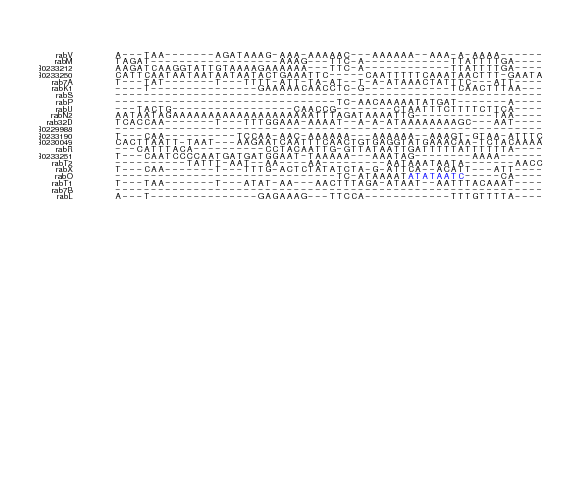 rabV A---TAA-------AGATAAAG-AAA-AAAAAC---AAAAAA--AAA-A-AAAA------
rabM TAGAT------------------AAAG---TTC-A------------TTATTTTGA----
30233212 AAGATCAAGGTATTGTAAAAGAAAAAA---TTC-A------------TTATTTTGA----
30233250 CATTCAATAATAATAATAATACTGAAATTC-----CAATTTTTCAAATAACTTT-GAATA
rab7A T---TAT-------T---TTTT-ATT-TA-AT--T-A-ATAAACTATTTC---ATT----
rabK1 ----T---------------GAAAAACAACCTC-G------------TCAACTTTAA---
rabS ------------------------------------------------------------
rabP -------------------------------TC-AACAAAAATATGAT-------A----
rabU ---TACTG-----------------CAACCG--------CTAATTTCTTTTCTTCA----
rabN2 AATAATAGAAAAAAAAAAAAAAAAAAAATTTAGATAAAATTG-----------TAA----
rab32D TCACCAA-------T---TTTGGAAA-AAAAT--A-A-ATAAAAAAAAGC---AAT----
30229988 ------------------------------------------------------------
30233190 T---CAA----------TCCAA-AAC-AAAAAA---AAAAAA--AAAGT-GTAA-ATTTC
30230049 CACTTAATT-TAAT---AAGAATCAATTTCAACTGTGAGGTATGAAACAA-TCTACAAAA
rabR ---CATTTACA----------CCTACAATTG-GTTATAATTGATTTTTATTTTTTA----
30233251 T---CAATCCCCAATGATGATGGAAT-TAAAAA---AAATAG--------AAAA------
rabT2 ----------TATTT-AAT--AA----AA---------AATAAATAATA-------AACC
rabX T---CAA-------T---TTTG-ACTCTATATCTA-G-ATTCA--ACATT---ATT----
rabO -------------------------------TC-ATAAAATATATAATC-----CA----
rabT1 T---TAA-------T---ATAT-AA---AACTTTAGA-ATAAT--AATTTACAAAT----
rab7B ------------------------------------------------------------
rabL A---T---------------GAGAAAG---TTCCA------------TTTGTTTTA----